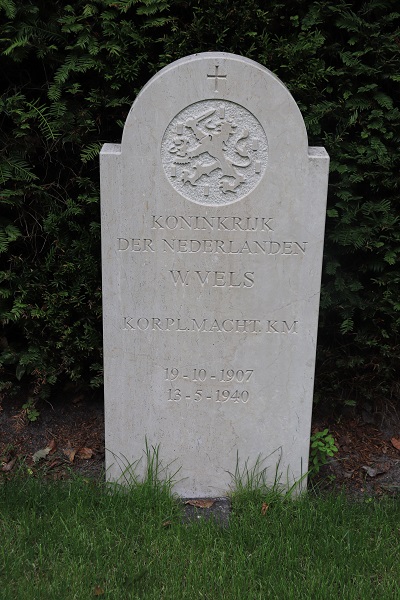 KONINKRIJK
DER NEDERLANDEN
W. VELS
KORPL.MACHT. KM
19-10-1907
13-5-1940